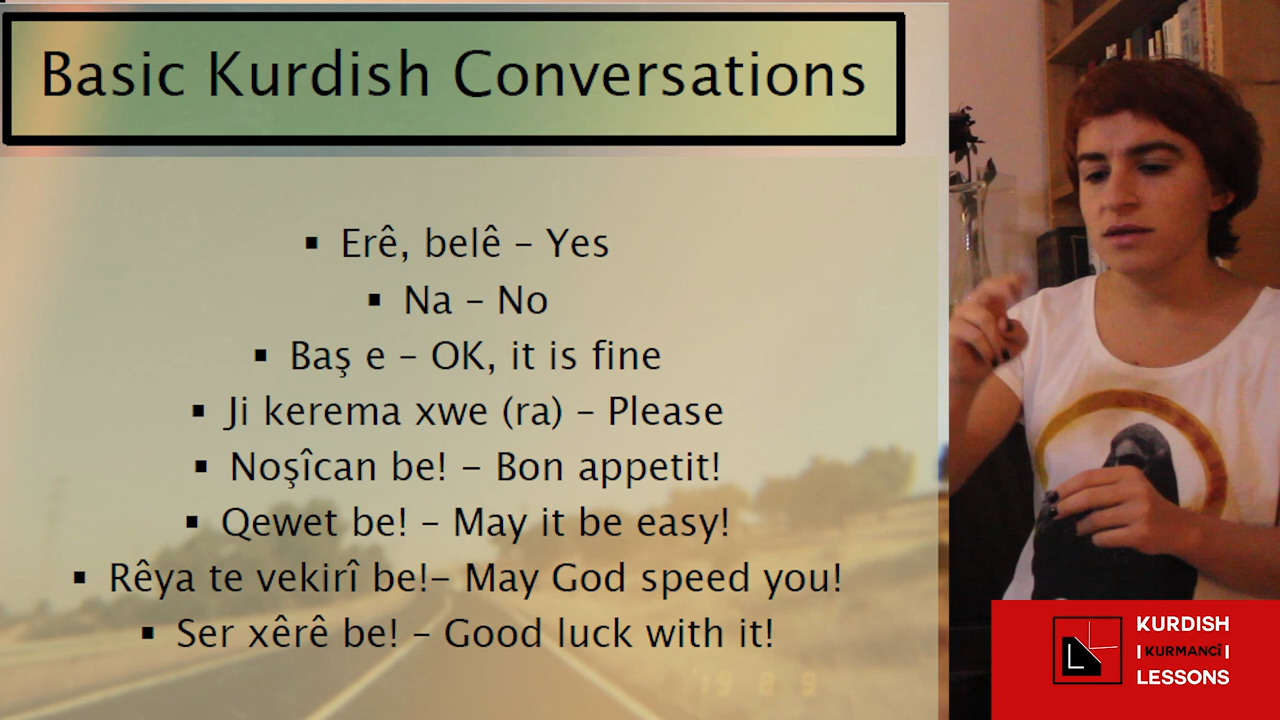 Basic Kurdish Conversations
▪ Erê, belê – Yes
▪ Na – No
▪ Baş e – OK, it is fine
▪ Ji kerema xwe (ra) – Please
▪ Noşîcan be! – Bon appetit!
▪ Qewet be! – May it be easy!
▪ Rêya te vekirî be!– May God speed you!
▪ Ser xêrê be! – Good luck with it!
KURDISH
| KURMANCÎ |
LESSONS